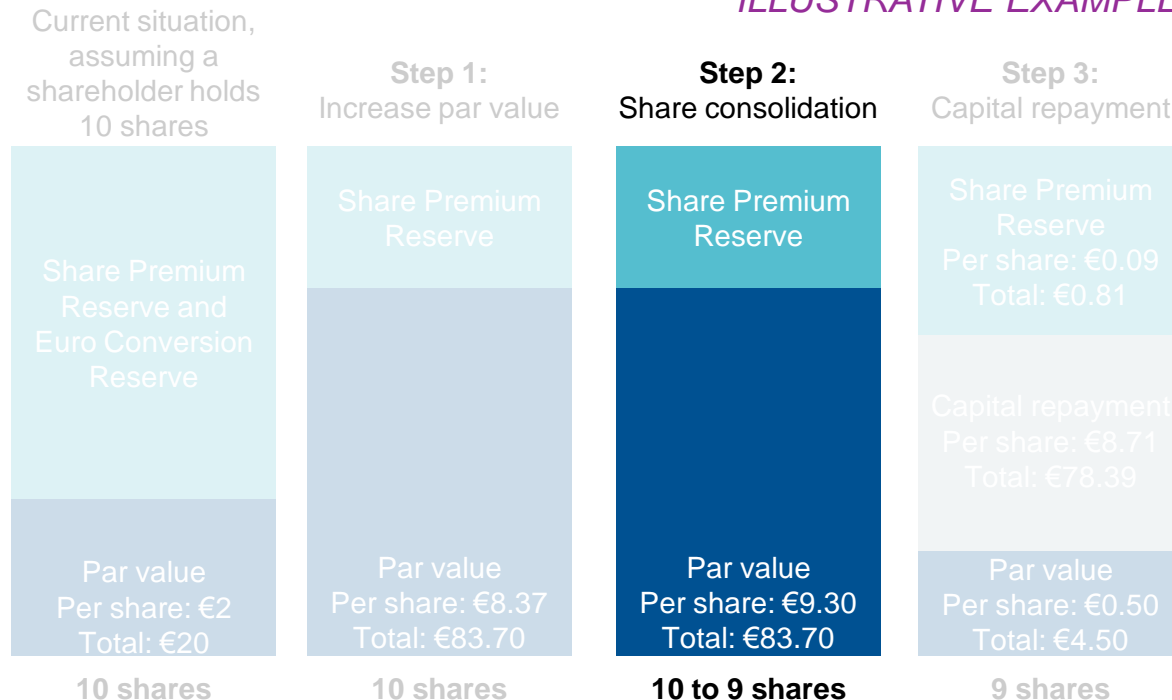 ILLUSTRATIVE EXAMPLE
Current situation,
assuming a
shareholder holds
10 shares
Share Premium
Reserve and
Euro Conversion
Reserve
Par value
Per share: €2
Total: €20
10 shares
Step 1:
Increase par value
Share Premium
Reserve
Par value
Per share: €8.37
Total: €83.70
10 shares
Step 2:
Share consolidation
Share Premium
Reserve
Par value
Per share: €9.30
Total: €83.70
10 to 9 shares
Step 3:
Capital repayment
Share Premium
Reserve
Per share: €0.09
Total: €0.81
Capital repayment
Per share: €8.71
Total: €78.39
Par value
Per share: €0.50
Total: €4.50
9 shares